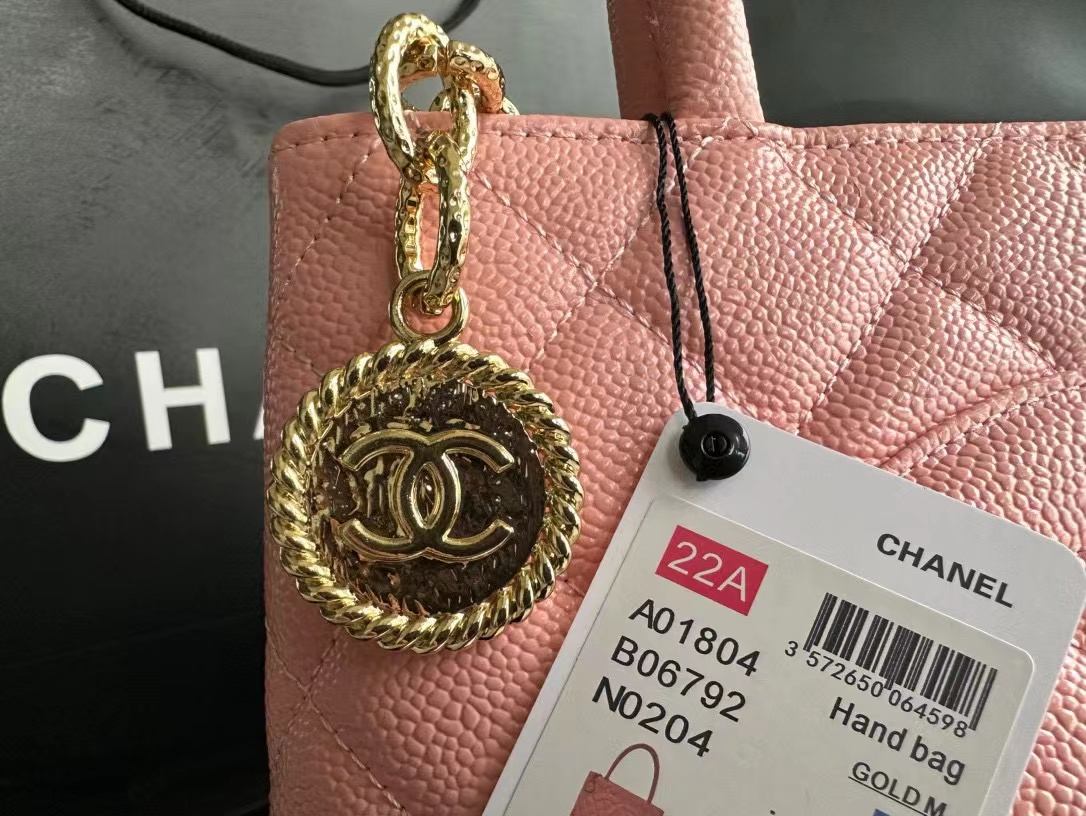 CHA
CHANEL
22A
A01804
B06792
N0204
3 572650 064598
Hand bag
GOLD M